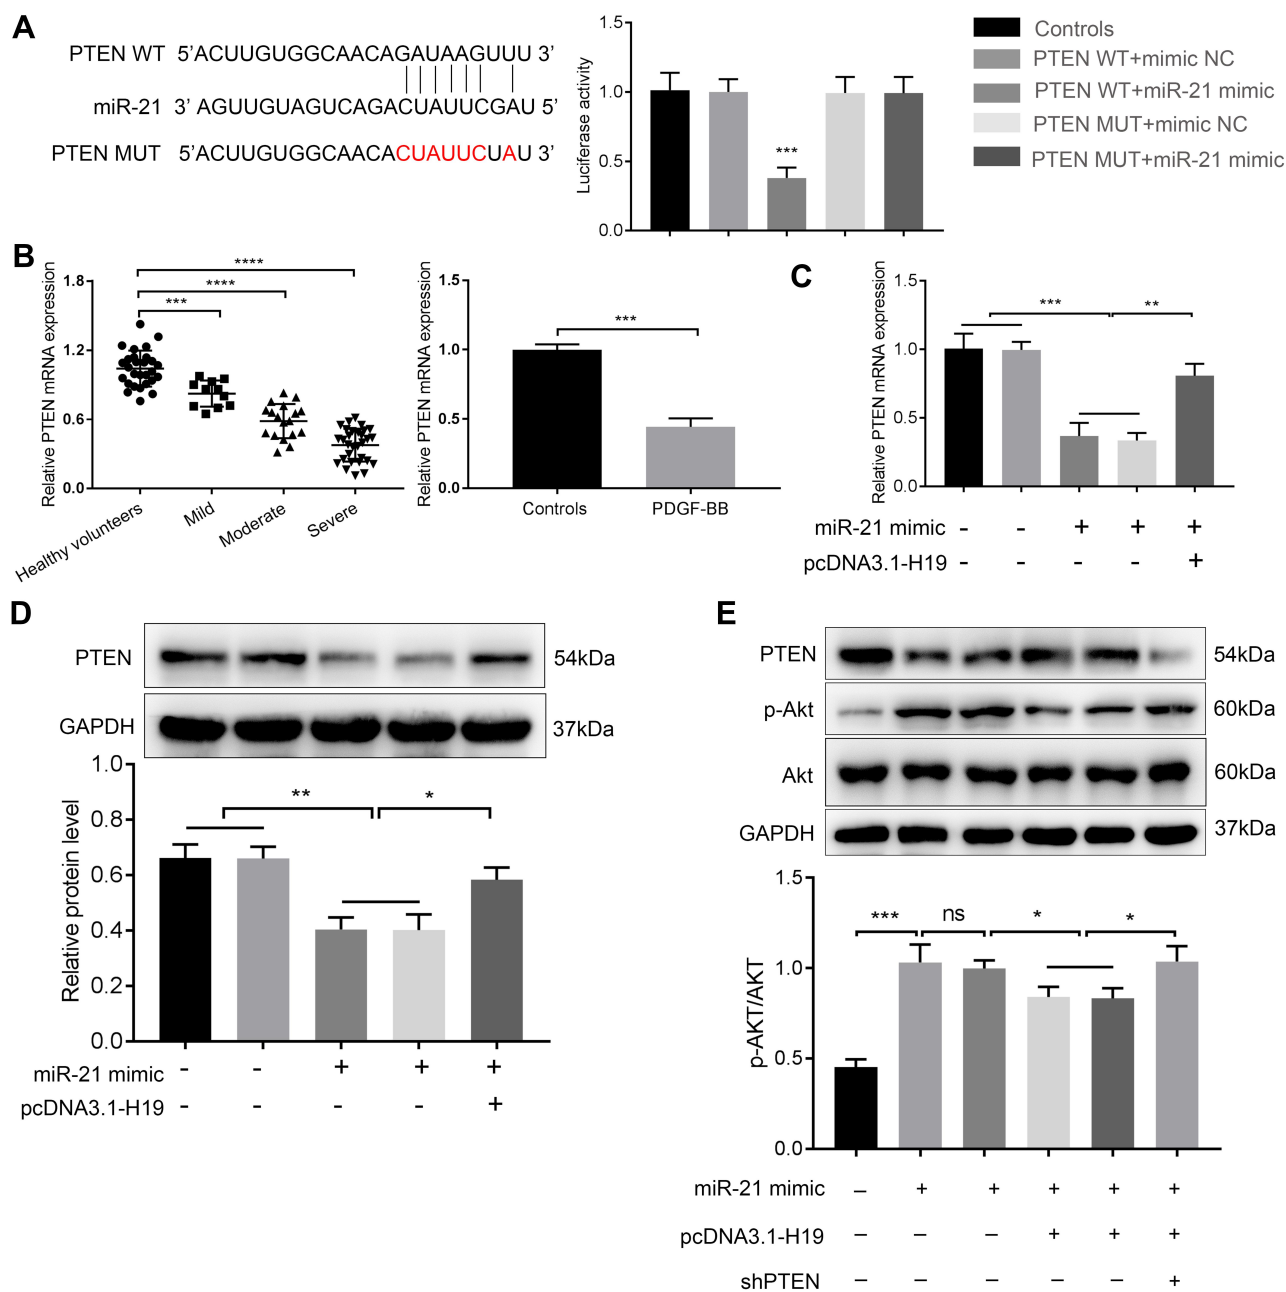 A
PTEN WT 5’ACUUGUGGCAACAGAUAAGUUU 3’
miR-21 3’ AGUUGUAGUCAGACUAUUCGAU 5’
PTEN MUT 5’ACUUGUGGCAACACUAUUCUAU 3’
Luciferase activity
1.5
1.0
0.5
0.0
***
Controls
PTEN WT+mimic NC
PTEN WT+miR-21 mimic
PTEN MUT+mimic NC
PTEN MUT+miR-21 mimic
B
Relative PTEN mRNA expression
1.8
1.2
0.6
0.0
****
****
***
Healthy volunteers
Mild
Moderate
Severe
Relative PTEN mRNA expression
1.5
1.0
0.5
0.0
***
Controls PDGF-BB
C
Relative PTEN mRNA expression
1.5
1.0
0.5
0.0
*** **
miR-21 mimic - - + + +
pcDNA3.1-H19 - - - - +
D
PTEN 54kDa
GAPDH 37kDa
Relative protein level
1.0
0.8
0.6
0.4
0.2
0.0
** *
miR-21 mimic - - + + +
pcDNA3.1-H19 - - - - +
E
PTEN 54kDa
p-Akt 60kDa
Akt 60kDa
GAPDH 37kDa
p-AKT/AKT
1.5
1.0
0.5
0.0
*** ns * *
miR-21 mimic – + + + + +
pcDNA3.1-H19 – – – + + +
shPTEN – – – – – +